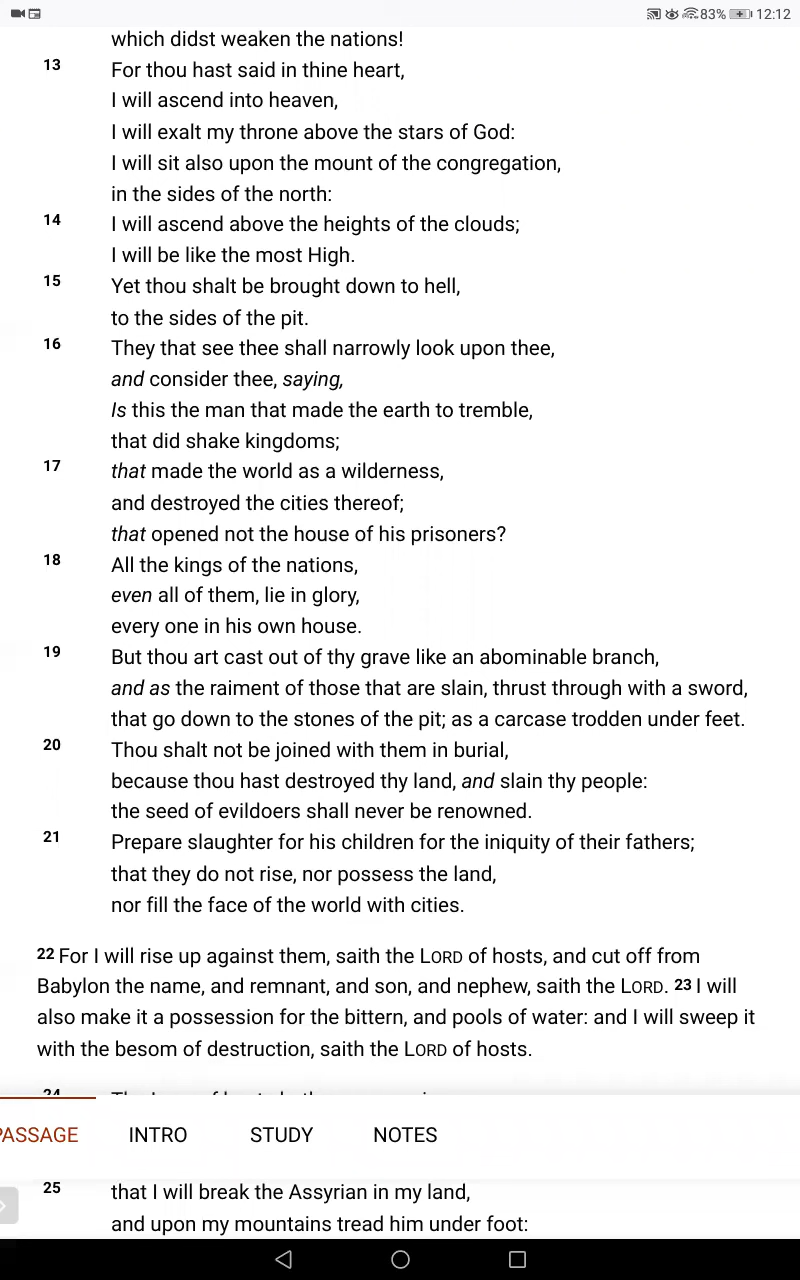 83% 12:12
which didst weaken the nations!
13 For thou hast said in thine heart,
I will ascend into heaven,
I will exalt my throne above the stars of God:
I will sit also upon the mount of the congregation,
in the sides of the north:
14 I will ascend above the heights of the clouds;
I will be like the most High.
15 Yet thou shalt be brought down to hell,
to the sides of the pit.
16 They that see thee shall narrowly look upon thee,
and consider thee, saying,
Is this the man that made the earth to tremble,
that did shake kingdoms;
17 that made the world as a wilderness,
and destroyed the cities thereof;
that opened not the house of his prisoners?
18 All the kings of the nations,
even all of them, lie in glory,
every one in his own house.
19 But thou art cast out of thy grave like an abominable branch,
and as the raiment of those that are slain, thrust through with a sword,
that go down to the stones of the pit; as a carcase trodden under feet.
20 Thou shalt not be joined with them in burial,
because thou hast destroyed thy land, and slain thy people:
the seed of evildoers shall never be renowned.
21 Prepare slaughter for his children for the iniquity of their fathers;
that they do not rise, nor possess the land,
nor fill the face of the world with cities.
22 For I will rise up against them, saith the LORD of hosts, and cut off from
Babylon the name, and remnant, and son, and nephew, saith the LORD. 23 I will
also make it a possession for the bittern, and pools of water: and I will sweep it
with the besom of destruction, saith the LORD of hosts.
24
PASSAGE INTRO STUDY NOTES
25 that I will break the Assyrian in my land,
and upon my mountains tread him under foot: